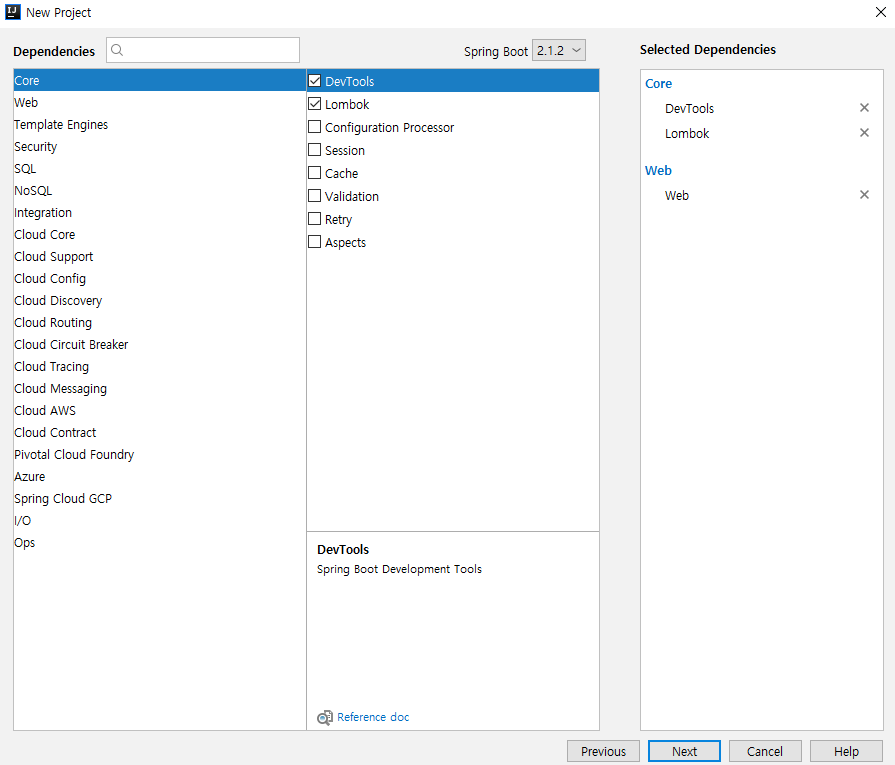 New Project
Dependencies
Spring Boot 2.1.2
Selected Dependencies
Core
Web
Template Engines
Security
SQL
NoSQL
Integration
Cloud Core
Cloud Support
Cloud Config
Cloud Discovery
Cloud Routing
Cloud Circuit Breaker
Cloud Tracing
Cloud Messaging
Cloud AWS
Cloud Contract
Pivotal Cloud Foundry
Azure
Spring Cloud GCP
I/O
Ops
DevTools
Lombok
Configuration Processor
Session
Cache
Validation
Retry
Aspects
DevTools
Spring Boot Development Tools
Reference doc
Core
DevTools
Lombok
Web
Web
Previous
Next
Cancel
Help